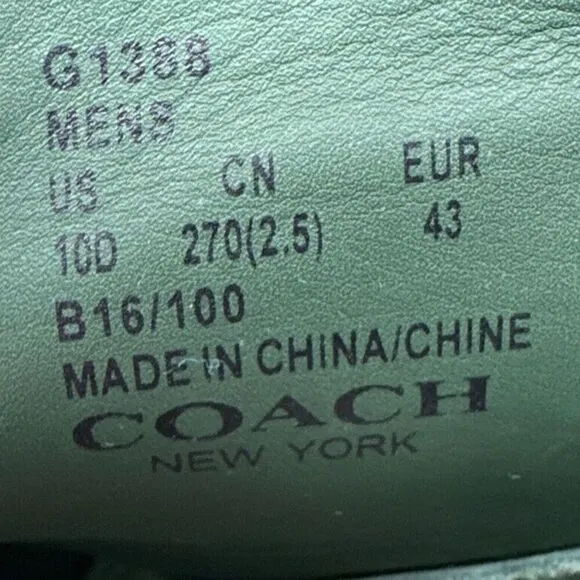 G1388
MENS
US CN EUR
10D 270(2.5) 43
B16/100
MADE IN CHINA/CHINE
COACH
NEW YORK